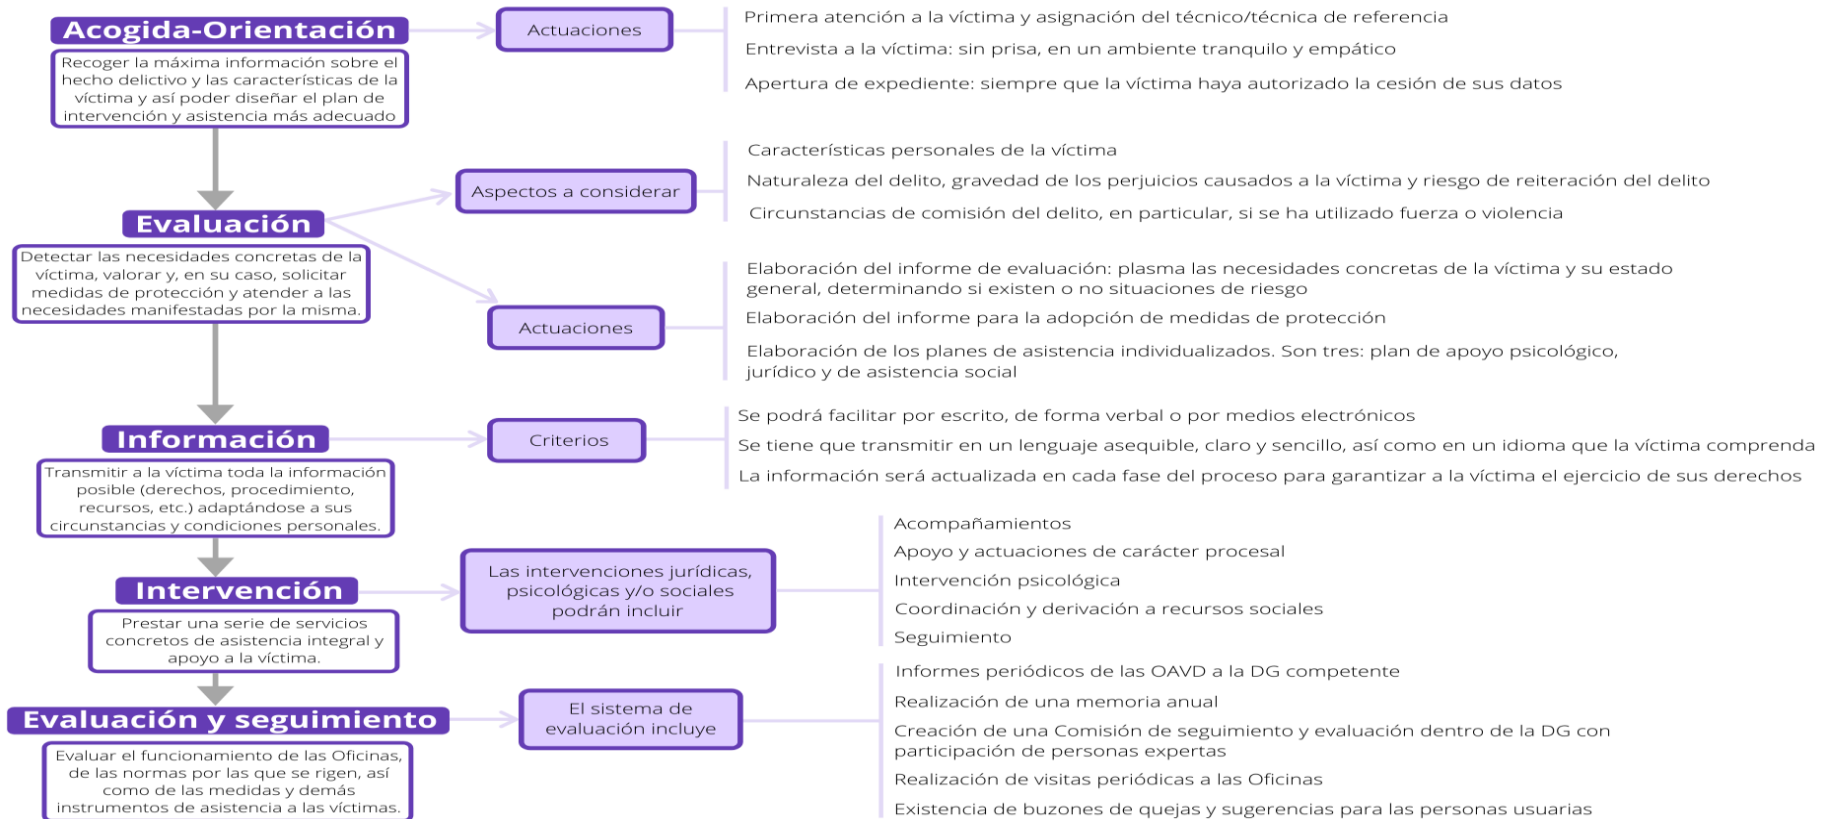 Acogida-Orientación
Recoger la máxima información sobre el
hecho delictivo y las características de la
víctima y así poder diseñar el plan de
intervención y asistencia más adecuado
Actuaciones
Primera atención a la víctima y asignación del técnico/técnica de referencia
Entrevista a la víctima: sin prisa, en un ambiente tranquilo y empático
Apertura de expediente: siempre que la víctima haya autorizado la cesión de sus datos
Evaluación
Detectar las necesidades concretas de la
víctima, valorar y, en su caso, solicitar
medidas de protección y atender a las
necesidades manifestadas por la misma.
Aspectos a considerar
Características personales de la víctima
Naturaleza del delito, gravedad de los perjuicios causados a la víctima y riesgo de reiteración del delito
Circunstancias de comisión del delito, en particular, si se ha utilizado fuerza o violencia
Actuaciones
Elaboración del informe de evaluación: plasma las necesidades concretas de la víctima y su estado
general, determinando si existen o no situaciones de riesgo
Elaboración del informe para la adopción de medidas de protección
Elaboración de los planes de asistencia individualizados. Son tres: plan de apoyo psicológico,
jurídico y de asistencia social
Información
Transmitir a la víctima toda la información
posible (derechos, procedimiento,
recursos, etc.) adaptándose a sus
circunstancias y condiciones personales.
Criterios
Se podrá facilitar por escrito, de forma verbal o por medios electrónicos
Se tiene que transmitir en un lenguaje asequible, claro y sencillo, así como en un idioma que la víctima comprenda
La información será actualizada en cada fase del proceso para garantizar a la víctima el ejercicio de sus derechos
Intervención
Prestar una serie de servicios
concretos de asistencia integral y
apoyo a la víctima.
Las intervenciones jurídicas,
psicológicas y/o sociales
podrán incluir
Acompañamientos
Apoyo y actuaciones de carácter procesal
Intervención psicológica
Coordinación y derivación a recursos sociales
Seguimiento
Evaluación y seguimiento
Evaluar el funcionamiento de las Oficinas,
de las normas por las que se rigen, así
como de las medidas y demás
instrumentos de asistencia a las víctimas.
El sistema de
evaluación incluye
Informes periódicos de las OAVD a la DG competente
Realización de una memoria anual
Creación de una Comisión de seguimiento y evaluación dentro de la DG con
participación de personas expertas
Realización de visitas periódicas a las Oficinas
Existencia de buzones de quejas y sugerencias para las personas usuarias